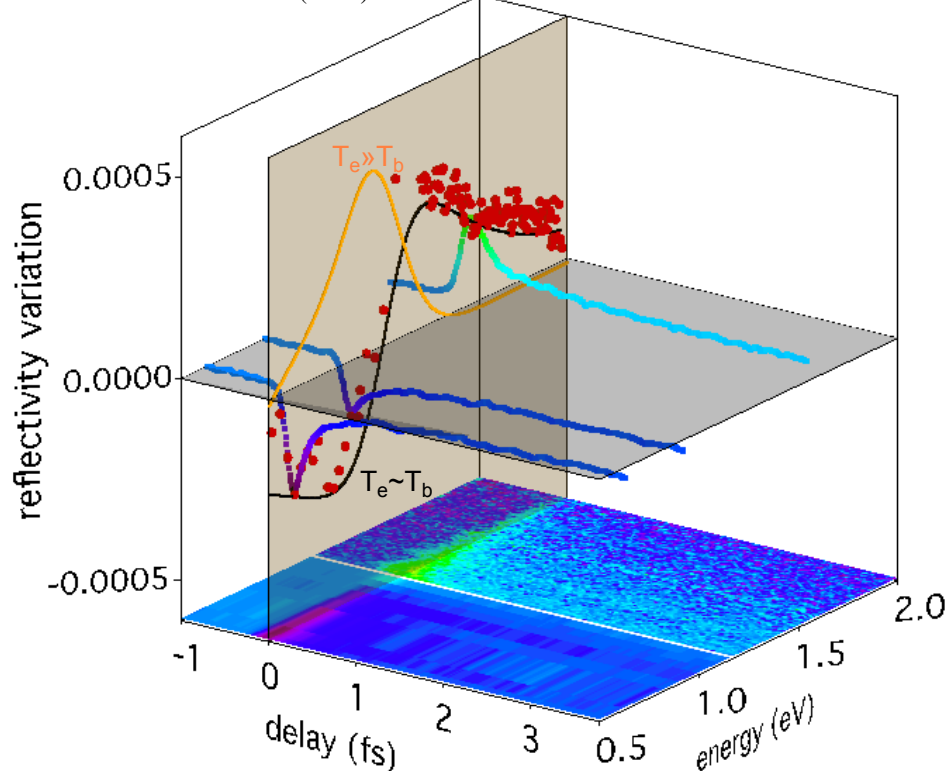 T_e»T_b
0.0005
reflectivity variation
0.0000
T_e~T_b
-0.0005
-1
0
1
2
3
delay (fs)
0.5
1.0
1.5
2.0
energy (eV)